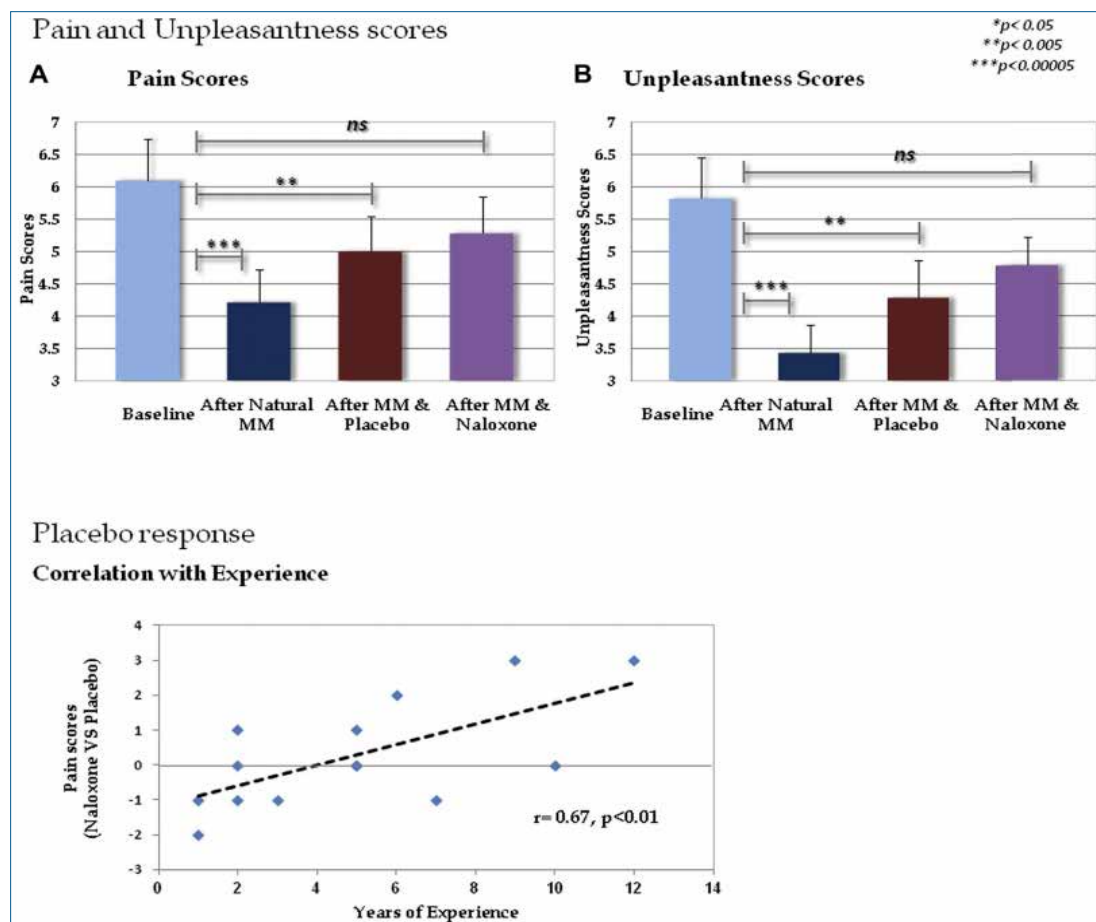 Pain and Unpleasantness scores
*p< 0.05
**p< 0.005
***p<0.00005
A Pain Scores
7
6.5
6
5.5
5
4.5
4
3.5
3
Pain Scores
ns
**
***
Baseline
After Natural MM
After MM & Placebo
After MM & Naloxone
B Unpleasantness Scores
7
6.5
6
5.5
5
4.5
4
3.5
3
Unpleasantness Scores
ns
**
***
Baseline
After Natural MM
After MM & Placebo
After MM & Naloxone
Placebo response
Correlation with Experience
4
3
2
1
0
-1
-2
-3
Pain scores
(Naloxone VS Placebo)
r= 0.67, p<0.01
0 2 4 6 8 10 12 14
Years of Experience